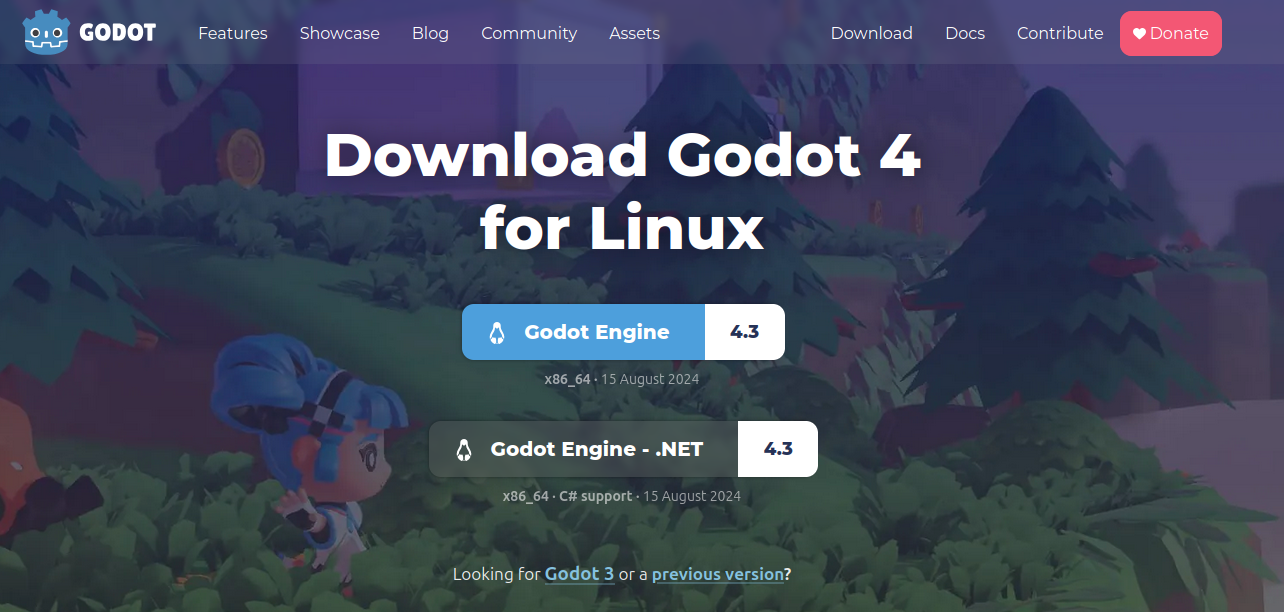 GODOT Features Showcase Blog Community Assets Download Docs Contribute Donate
Download Godot 4
for Linux
Godot Engine 4.3
x86_64 · 15 August 2024
Godot Engine - .NET 4.3
x86_64 · C# support · 15 August 2024
Looking for Godot 3 or a previous version?